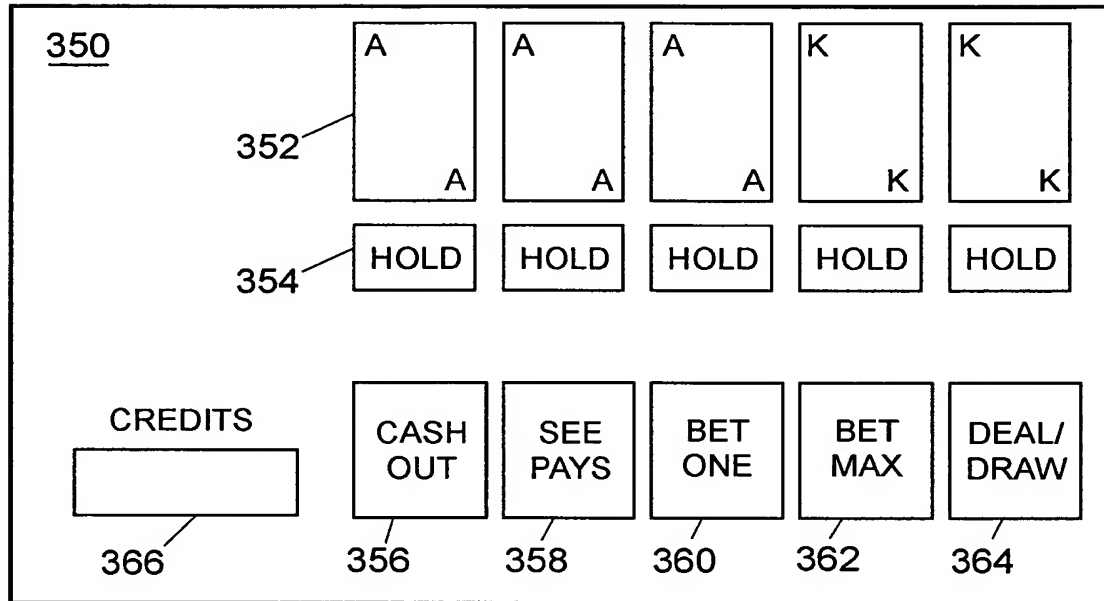 350
A A A K K
352
A A A K K
HOLD HOLD HOLD HOLD HOLD
354
CREDITS
CASH OUT
SEE PAYS
BET ONE
BET MAX
DEAL/ DRAW
366 356 358 360 362 364